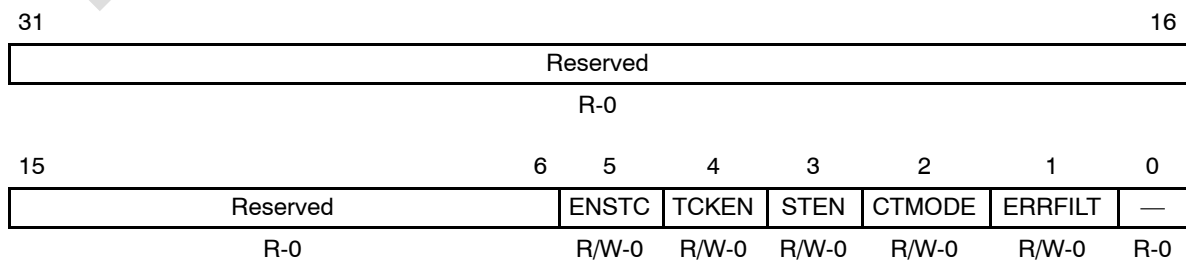 31 16
Reserved
R-0
15 6 5 4 3 2 1 0
Reserved ENSTC TCKEN STEN CTMODE ERRFILT —
R-0 R/W-0 R/W-0 R/W-0 R/W-0 R/W-0 R-0